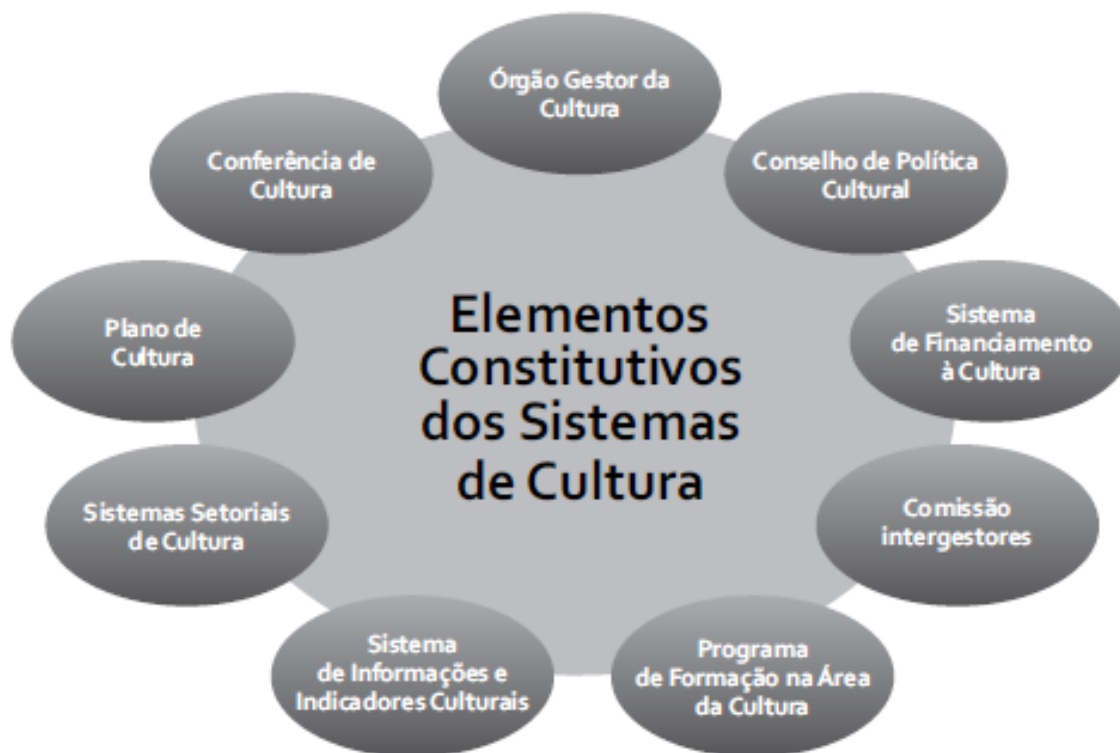 Órgão Gestor da
Cultura
Conferência de
Cultura
Conselho de Política
Cultural
Plano de
Cultura
Elementos
Constitutivos
dos Sistemas
de Cultura
Sistema
de Financiamento
à Cultura
Sistemas Setoriais
de Cultura
Comissão
intergestores
Sistema
de Informações e
Indicadores Culturais
Programa
de Formação na Área
da Cultura